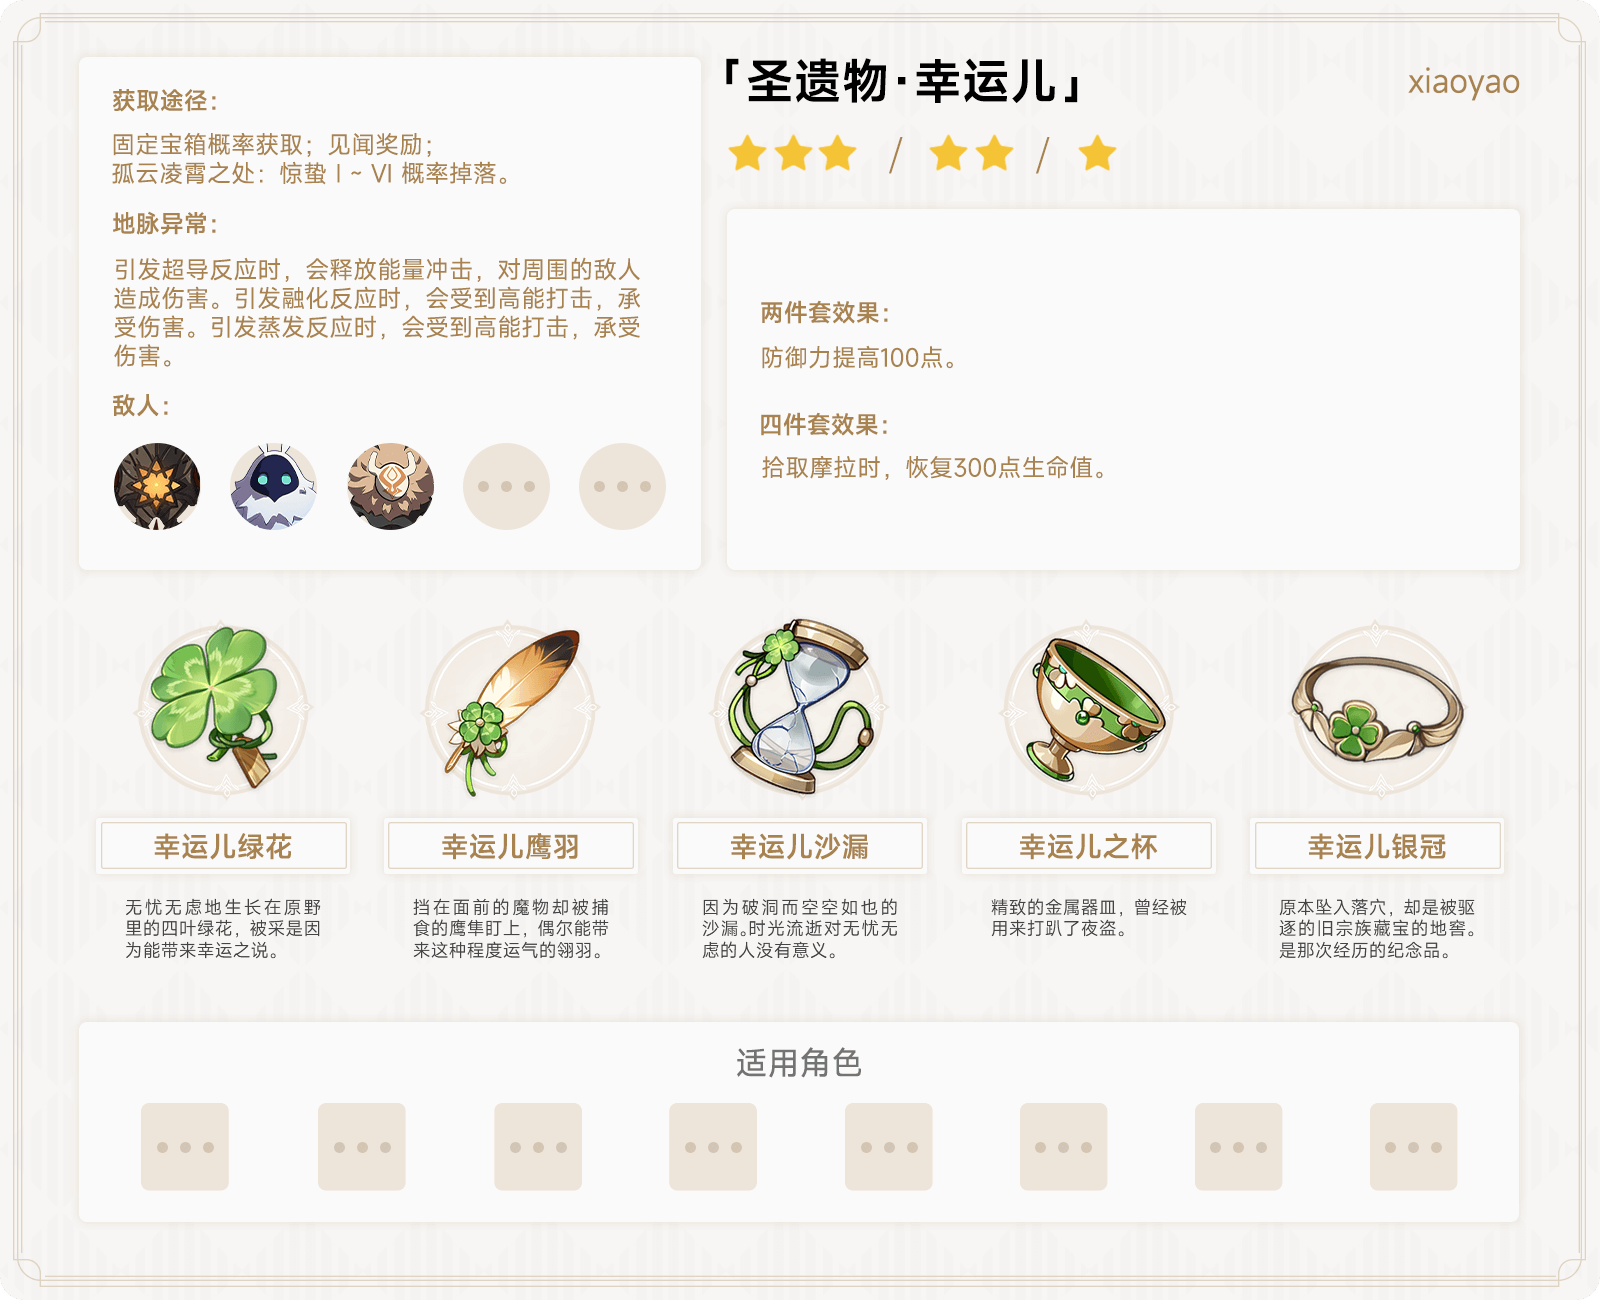 「圣遗物·幸运儿」
xiaoyao
获取途径：
固定宝箱概率获取；见闻奖励；
孤云凌霄之处：惊蛰 I ~ VI 概率掉落。
地脉异常：
引发超导反应时，会释放能量冲击，对周围的敌人
造成伤害。引发融化反应时，会受到高能打击，承
受伤害。引发蒸发反应时，会受到高能打击，承受
伤害。
敌人：
/ /
两件套效果：
防御力提高100点。
四件套效果：
拾取摩拉时，恢复300点生命值。
幸运儿绿花
无忧无虑地生长在原野
里的四叶绿花，被采是因
为能带来幸运之说。
幸运儿鹰羽
挡在面前的魔物却被捕
食的鹰隼盯上，偶尔能带
来这种程度运气的翎羽。
幸运儿沙漏
因为破洞而空空如也的
沙漏。时光流逝对无忧无
虑的人没有意义。
幸运儿之杯
精致的金属器皿，曾经被
用来打趴了夜盗。
幸运儿银冠
原本坠入落穴，却是被驱
逐的旧宗族藏宝的地窖。
是那次经历的纪念品。
适用角色